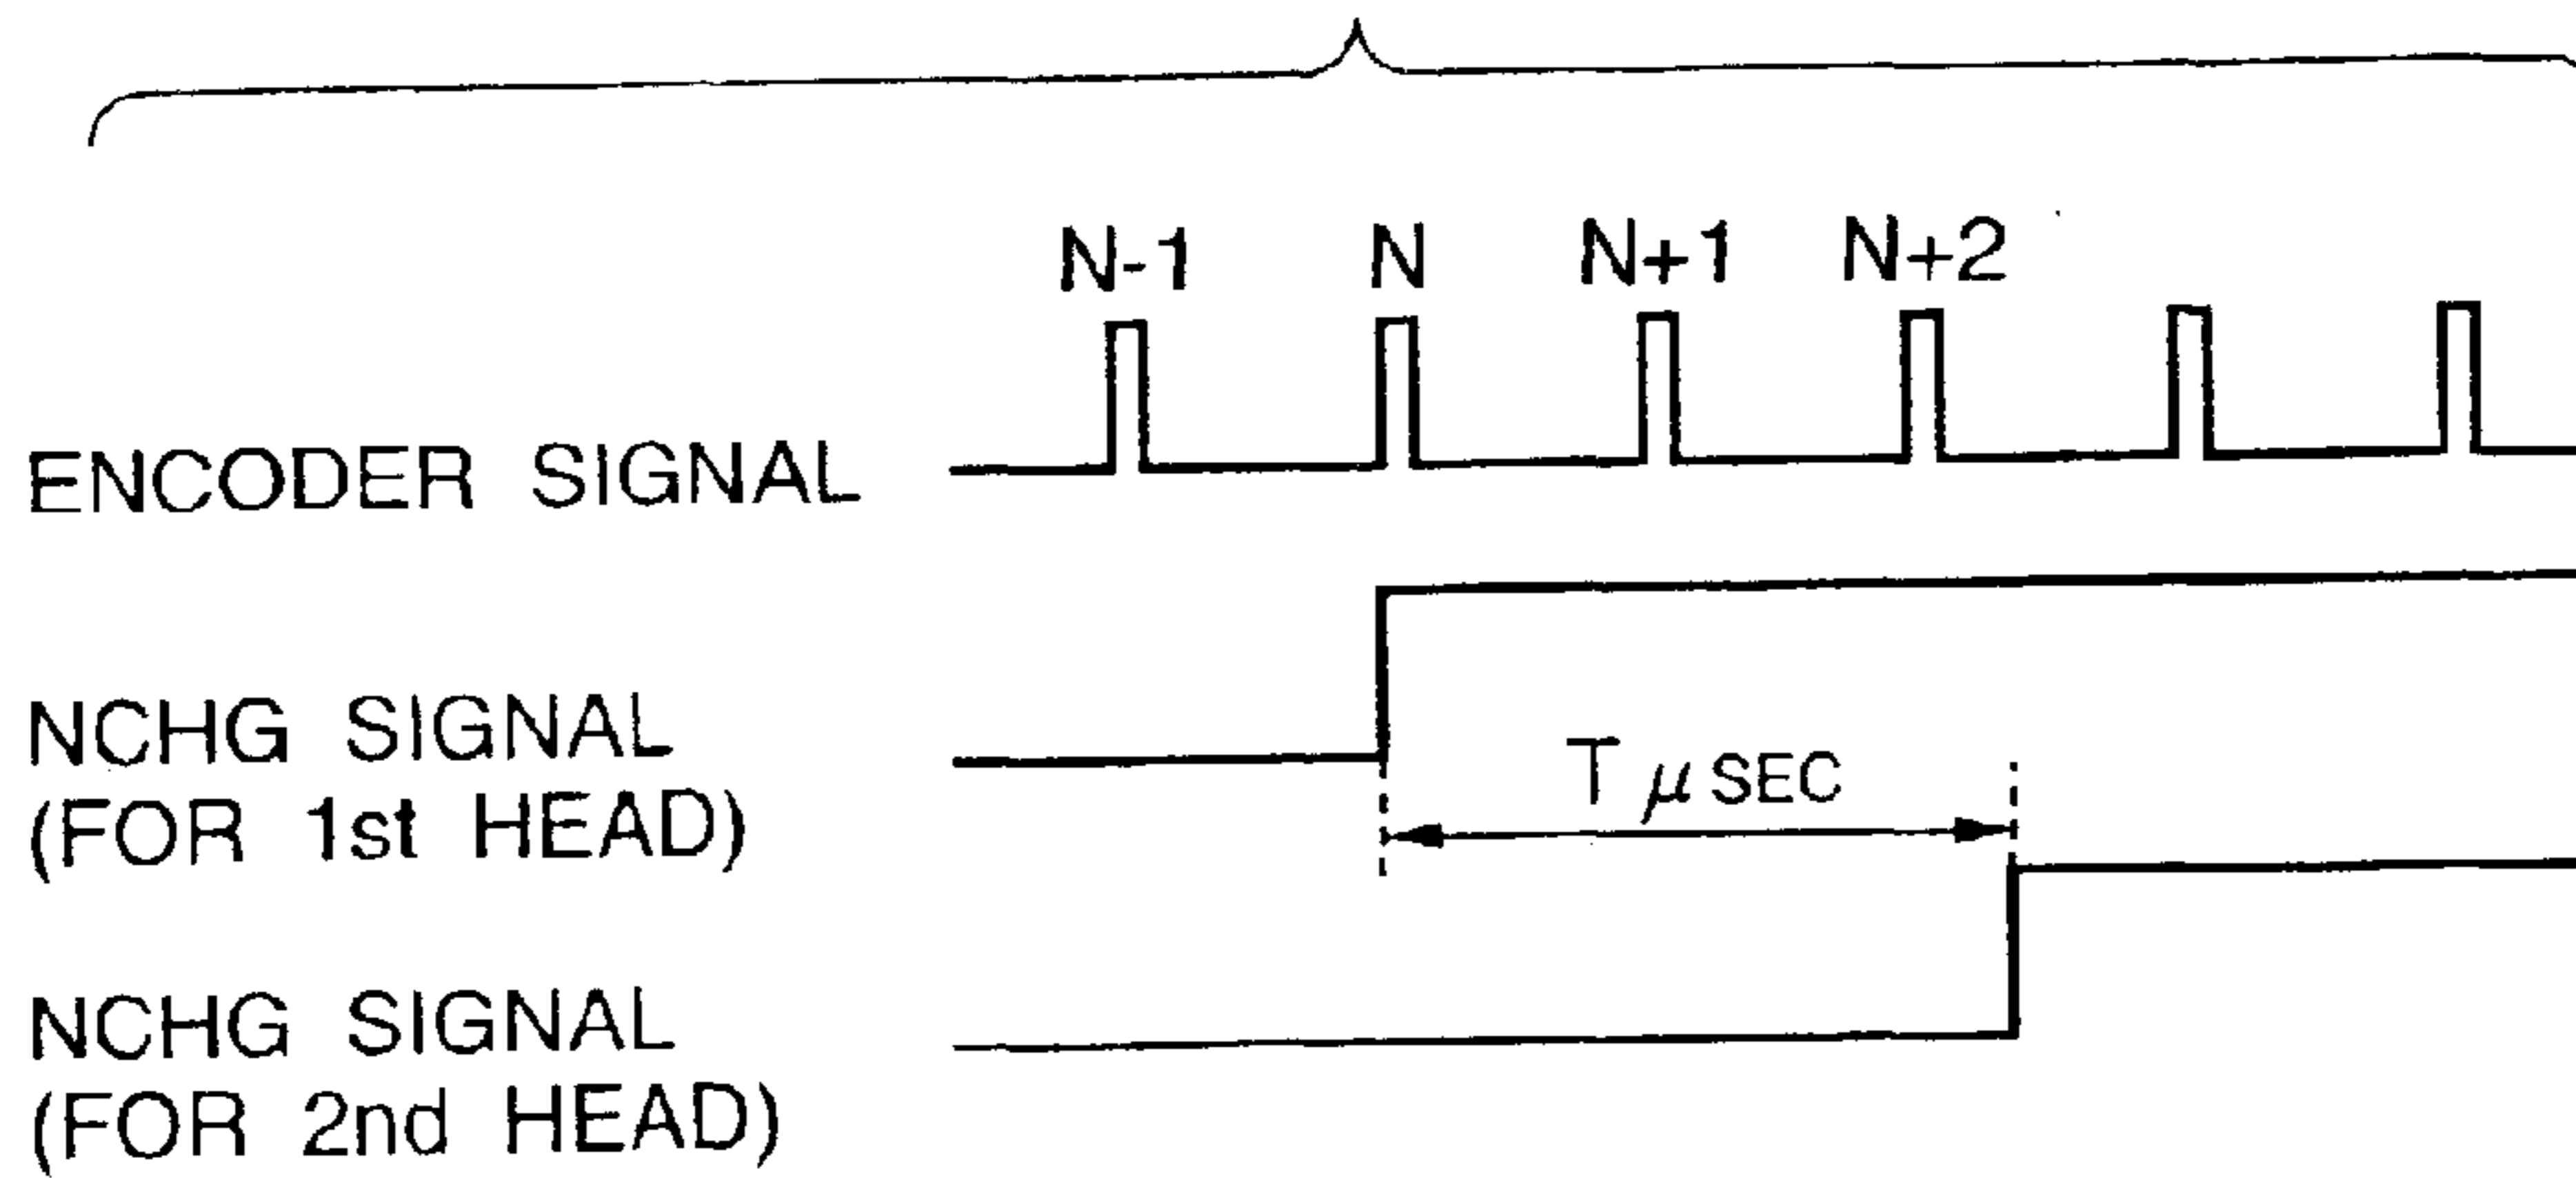 N-1 N N+1 N+2
ENCODER SIGNAL
NCHG SIGNAL
(FOR 1st HEAD)
T μSEC
NCHG SIGNAL
(FOR 2nd HEAD)